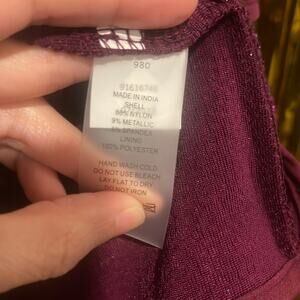 980
91616746
MADE IN INDIA
SHELL
86% NYLON
9% METALLIC
5% SPANDEX
LINING
100% POLYESTER
HAND WASH COLD
DO NOT USE BLEACH
LAY FLAT TO DRY
DO NOT IRON